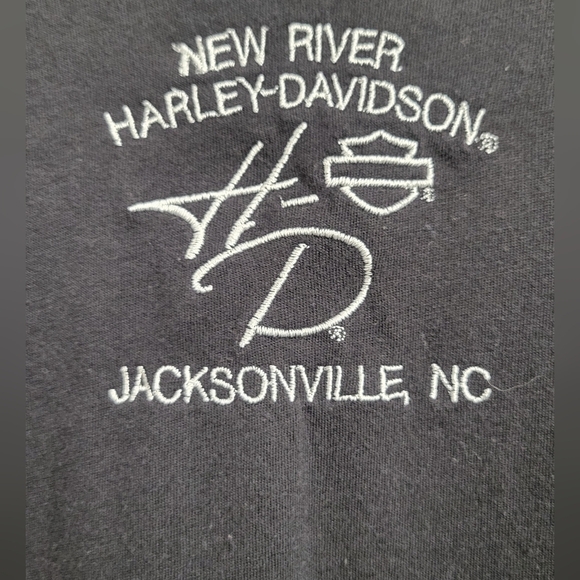 NEW RIVER
HARLEY-DAVIDSON®
H-D®
®
JACKSONVILLE, NC